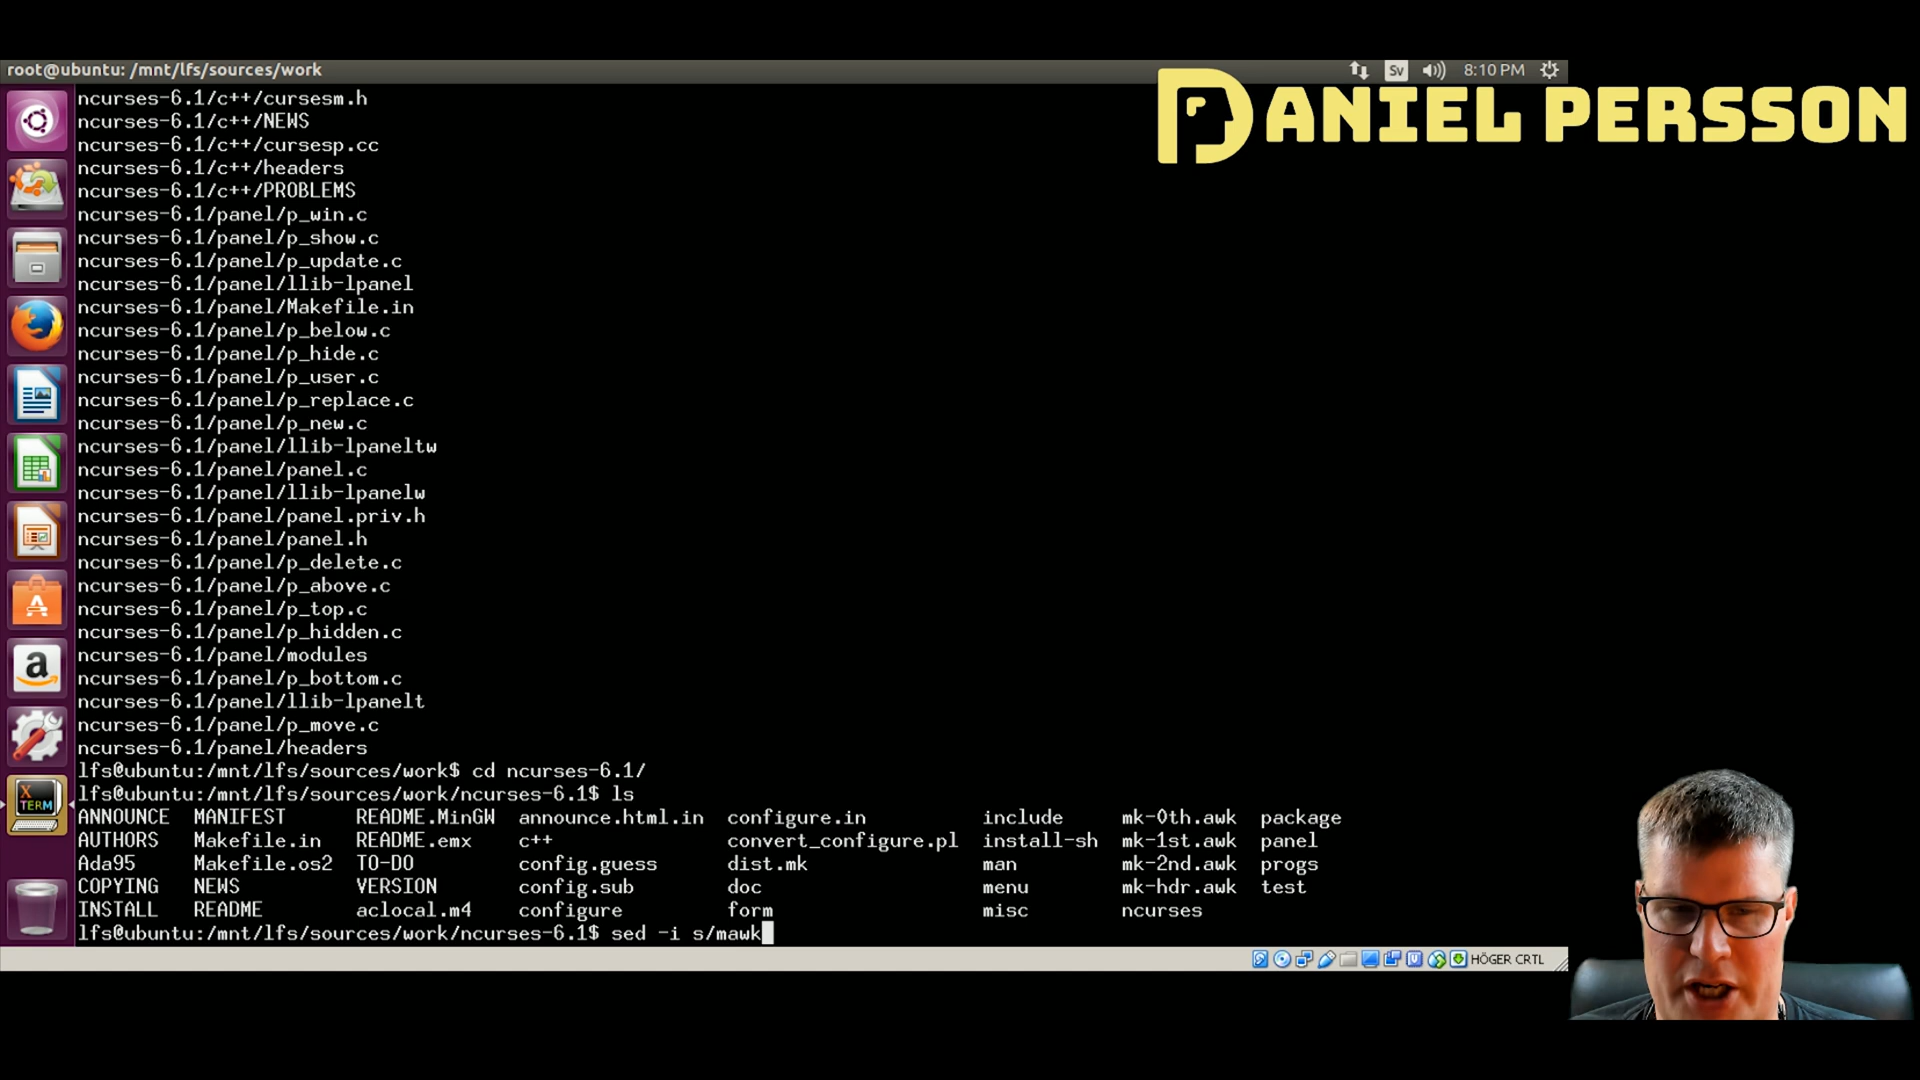 root@ubuntu: /mnt/lfs/sources/work
Sv
8:10 PM
DANIEL PERSSON
ncurses-6.1/c++/cursesm.h
ncurses-6.1/c++/NEWS
ncurses-6.1/c++/cursesp.cc
ncurses-6.1/c++/headers
ncurses-6.1/c++/PROBLEMS
ncurses-6.1/panel/p_win.c
ncurses-6.1/panel/p_show.c
ncurses-6.1/panel/p_update.c
ncurses-6.1/panel/llib-lpanel
ncurses-6.1/panel/Makefile.in
ncurses-6.1/panel/p_below.c
ncurses-6.1/panel/p_hide.c
ncurses-6.1/panel/p_user.c
ncurses-6.1/panel/p_replace.c
ncurses-6.1/panel/p_new.c
ncurses-6.1/panel/llib-lpaneltw
ncurses-6.1/panel/panel.c
ncurses-6.1/panel/llib-lpanelw
ncurses-6.1/panel/panel.priv.h
ncurses-6.1/panel/panel.h
ncurses-6.1/panel/p_delete.c
ncurses-6.1/panel/p_above.c
ncurses-6.1/panel/p_top.c
ncurses-6.1/panel/p_hidden.c
ncurses-6.1/panel/modules
ncurses-6.1/panel/p_bottom.c
ncurses-6.1/panel/llib-lpanelt
ncurses-6.1/panel/p_move.c
ncurses-6.1/panel/headers
lfs@ubuntu:/mnt/lfs/sources/work$ cd ncurses-6.1/
lfs@ubuntu:/mnt/lfs/sources/work/ncurses-6.1$ ls
ANNOUNCE MANIFEST README.MinGW announce.html.in configure.in include mk-0th.awk package
AUTHORS Makefile.in README.emx c++ convert_configure.pl install-sh mk-1st.awk panel
Ada95 Makefile.os2 TO-DO config.guess dist.mk man mk-2nd.awk progs
COPYING NEWS VERSION config.sub doc menu mk-hdr.awk test
INSTALL README aclocal.m4 configure form misc ncurses
lfs@ubuntu:/mnt/lfs/sources/work/ncurses-6.1$ sed -i s/mawk
X TERM
HÖGER CRTL